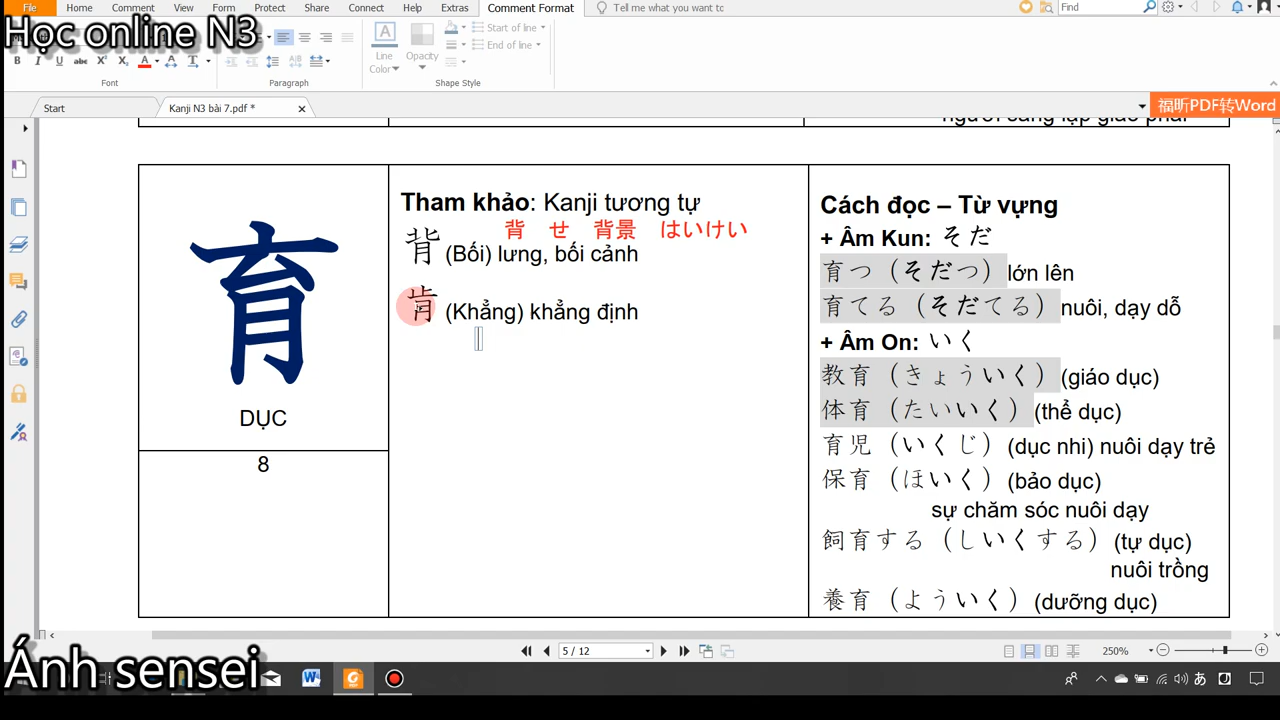 File Home Comment View Form Protect Share Connect Help Extras Comment Format Tell me what you want tc Find
Học online N3
Line Color
Opacity
Start of line
End of line
Font Paragraph Shape Style
Start Kanji N3 bài 7.pdf *
福昕PDF转Word
người sáng lập giáo phái
育
DỤC
8
Tham khảo: Kanji tương tự
背 せ 背景 はいけい
背 (Bối) lưng, bối cảnh
肯 (Khẳng) khẳng định
Cách đọc – Từ vựng
+ Âm Kun: そだ
育つ（そだつ）lớn lên
育てる（そだてる）nuôi, dạy dỗ
+ Âm On: いく
教育（きょういく）(giáo dục)
体育（たいいく）(thể dục)
育児（いくじ）(dục nhi) nuôi dạy trẻ
保育（ほいく）(bảo dục)
sự chăm sóc nuôi dạy
飼育する（しいくする）(tự dục)
nuôi trồng
養育（よういく）(dưỡng dục)
5 / 12
250%
Ánh sensei
あ